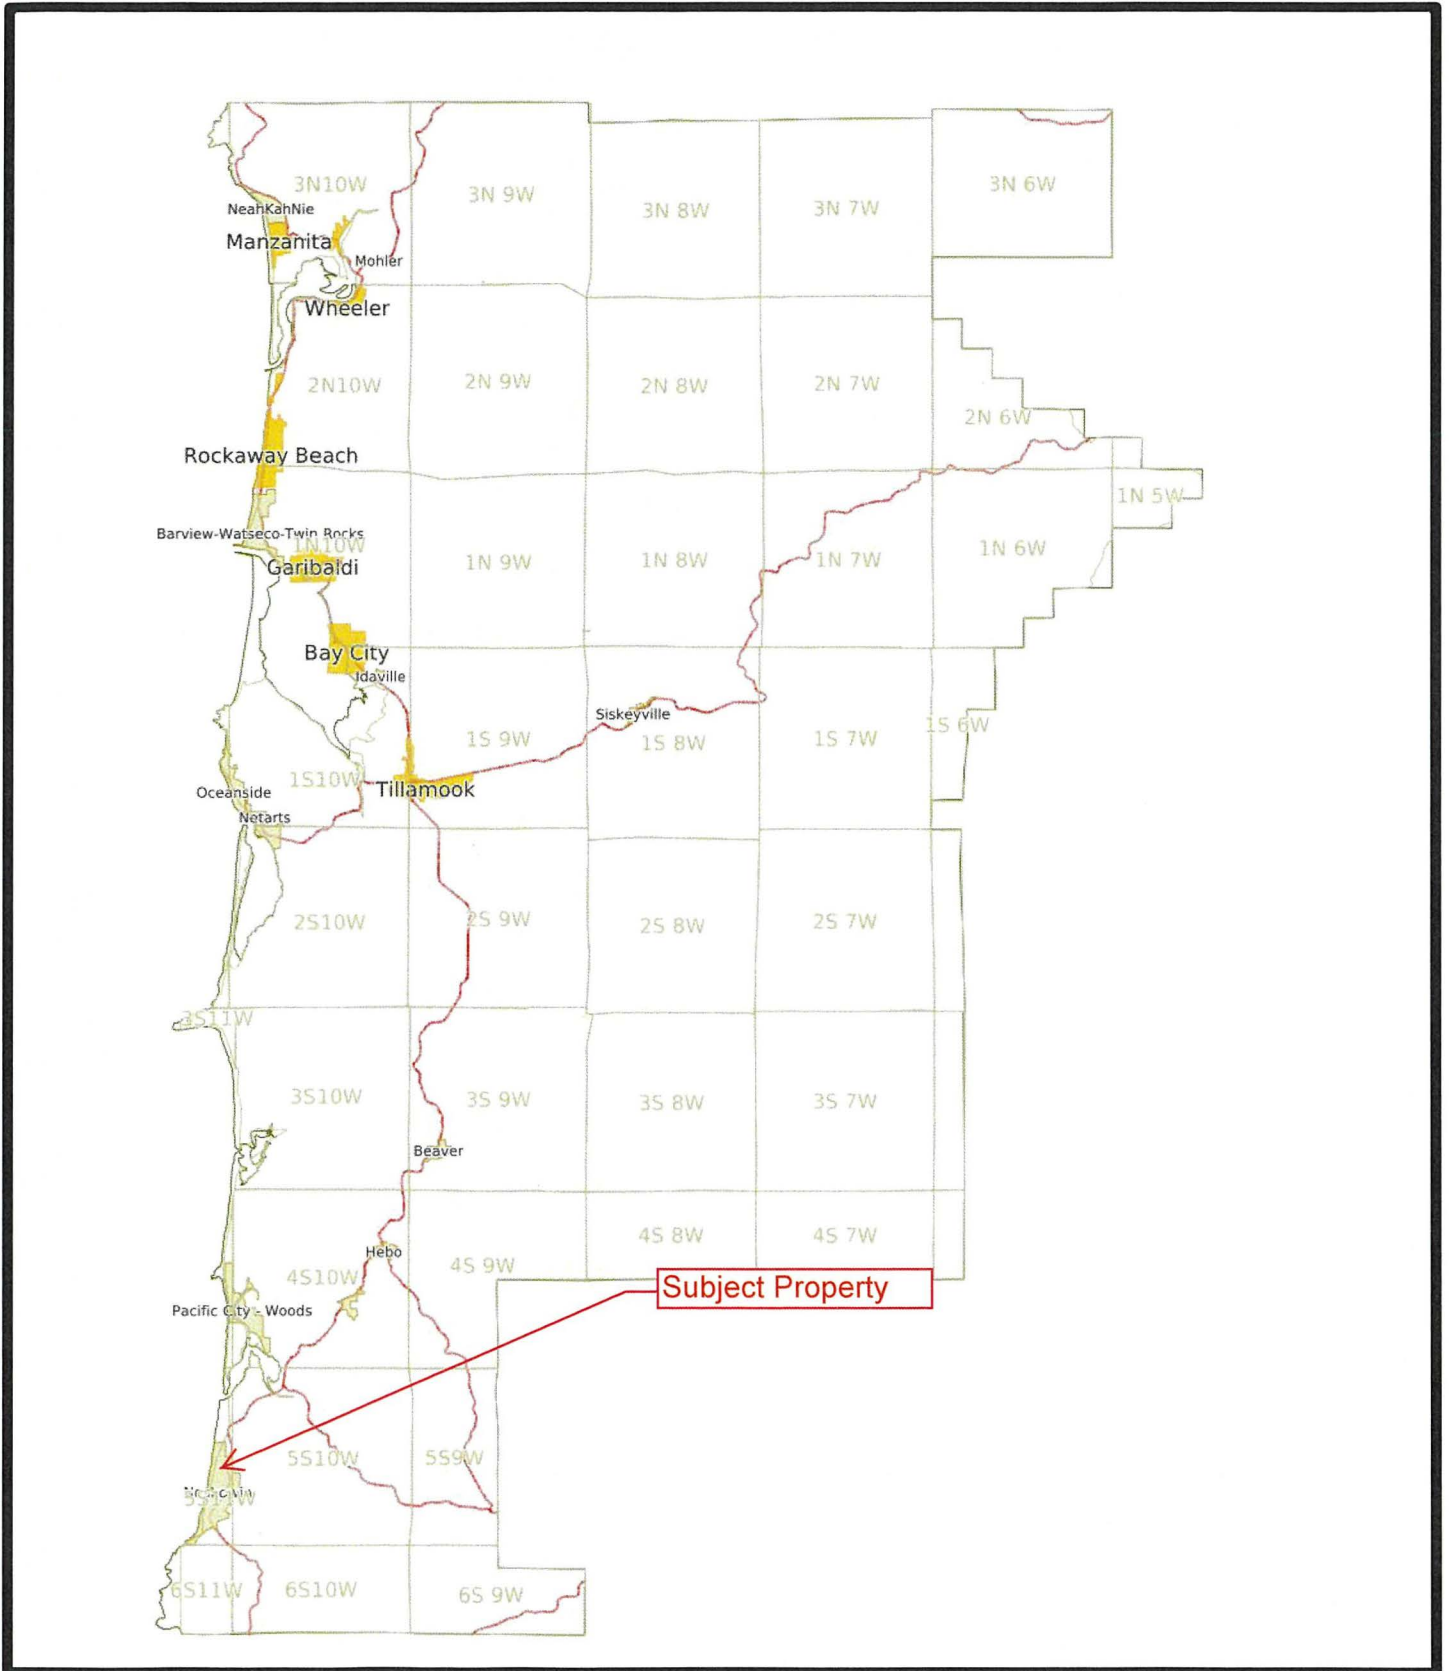 3N10W
3N 9W
3N 8W
3N 7W
3N 6W
NeahKahNie
Manzanita
Mohler
Wheeler
2N10W
2N 9W
2N 8W
2N 7W
2N 6W
Rockaway Beach
1N 5W
Barview-Watseco-Twin Rocks
1N10W
Garibaldi
1N 9W
1N 8W
1N 7W
1N 6W
Bay City
Idaville
Siskeyville
1S 9W
1S 8W
1S 7W
1S 6W
1S10W
Tillamook
Oceanside
Netarts
2S10W
2S 9W
2S 8W
2S 7W
3S11W
3S10W
3S 9W
3S 8W
3S 7W
Beaver
Hebo
4S10W
4S 9W
4S 8W
4S 7W
Subject Property
Pacific City - Woods
5S10W
5S9W
5S11W
6S11W
6S10W
6S 9W